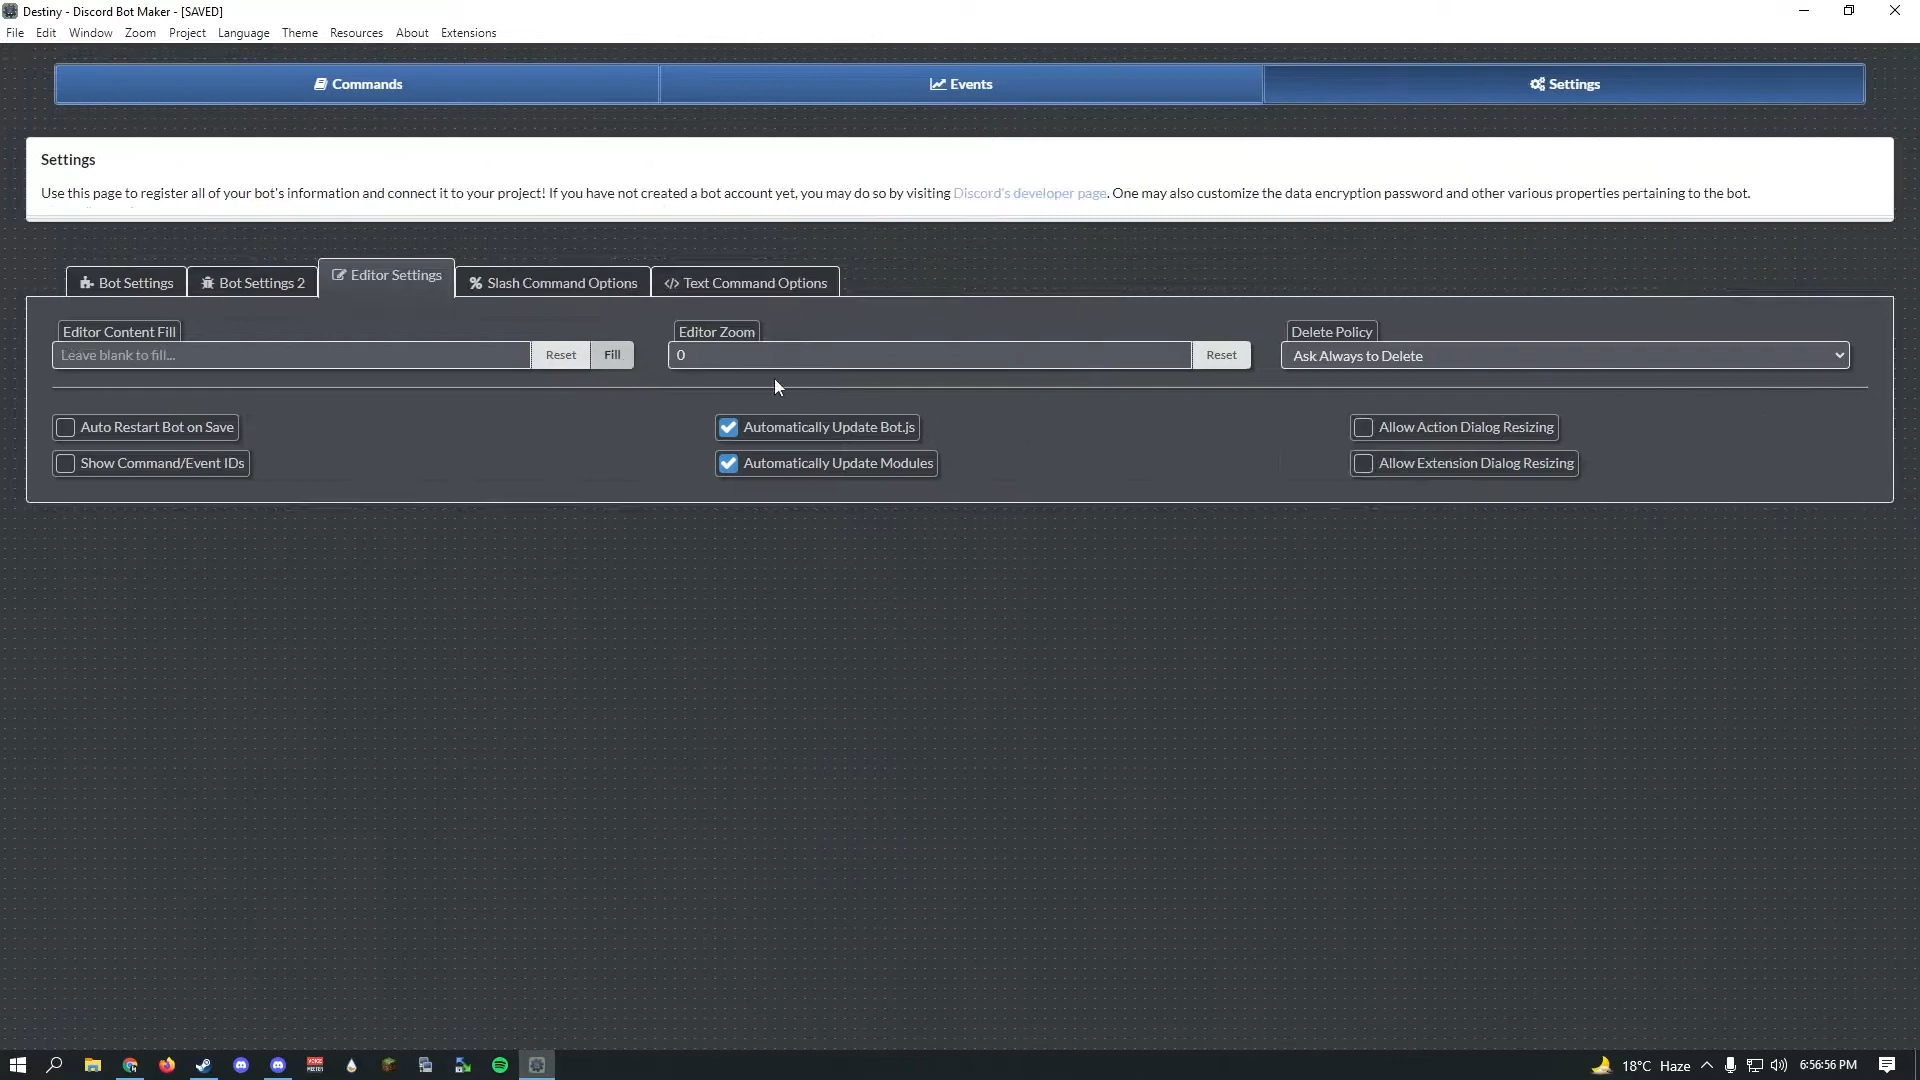 Destiny - Discord Bot Maker - [SAVED]
File Edit Window Zoom Project Language Theme Resources About Extensions
Commands Events Settings
Settings
Use this page to register all of your bot's information and connect it to your project! If you have not created a bot account yet, you may do so by visiting Discord's developer page. One may also customize the data encryption password and other various properties pertaining to the bot.
Bot Settings Bot Settings 2 Editor Settings Slash Command Options Text Command Options
Editor Content Fill Editor Zoom Delete Policy
Leave blank to fill... Reset Fill 0 Reset Ask Always to Delete
Auto Restart Bot on Save Automatically Update Bot.js Allow Action Dialog Resizing
Show Command/Event IDs Automatically Update Modules Allow Extension Dialog Resizing
18°C Haze 6:56:56 PM